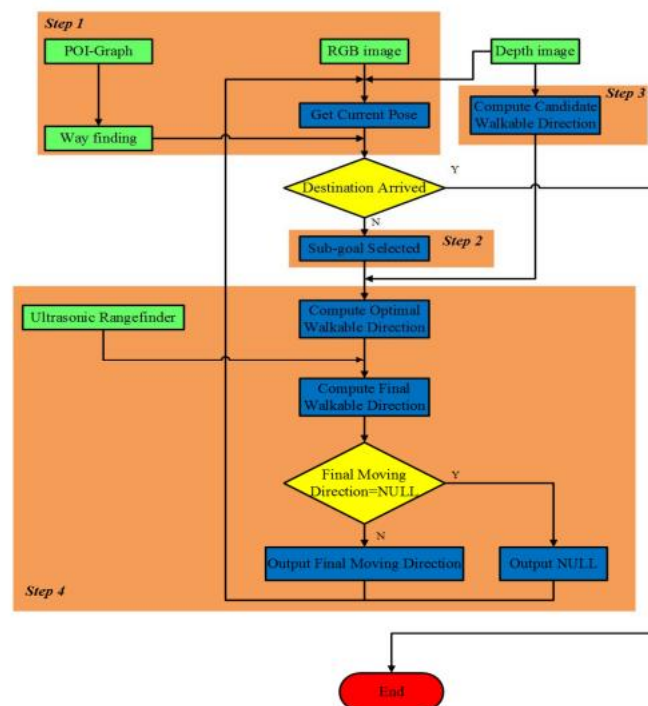 Step 1
POI-Graph
RGB image
Depth image
Step 3
Get Current Pose
Compute Candidate
Walkable Direction
Way finding
Destination Arrived
Y
N
Sub-goal Selected
Step 2
Ultrasonic Rangefinder
Compute Optimal
Walkable Direction
Compute Final
Walkable Direction
Final Moving
Direction=NULL
Y
N
Output Final Moving Direction
Output NULL
Step 4
End